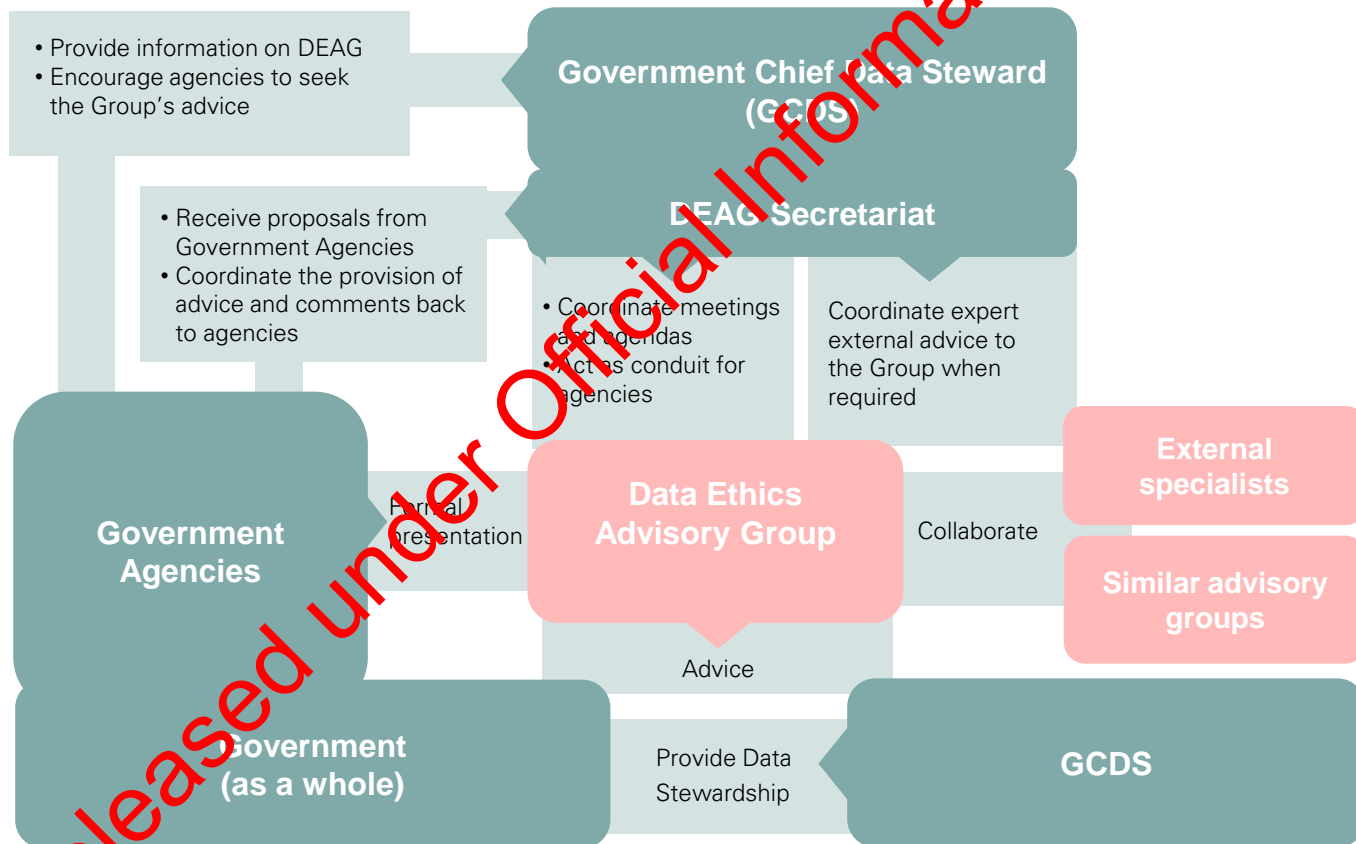 • Provide information on DEAG
• Encourage agencies to seek
the Group's advice
Government Chief Data Steward
(GCDS)
• Receive proposals from
Government Agencies
• Coordinate the provision of
advice and comments back
to agencies
DEAG Secretariat
• Coordinate meetings
and agendas
• Act as conduit for
agencies
Coordinate expert
external advice to
the Group when
required
Government
Agencies
Formal
presentation
Data Ethics
Advisory Group
Collaborate
External
specialists
Similar advisory
groups
Advice
Government
(as a whole)
Provide Data
Stewardship
GCDS
under Official